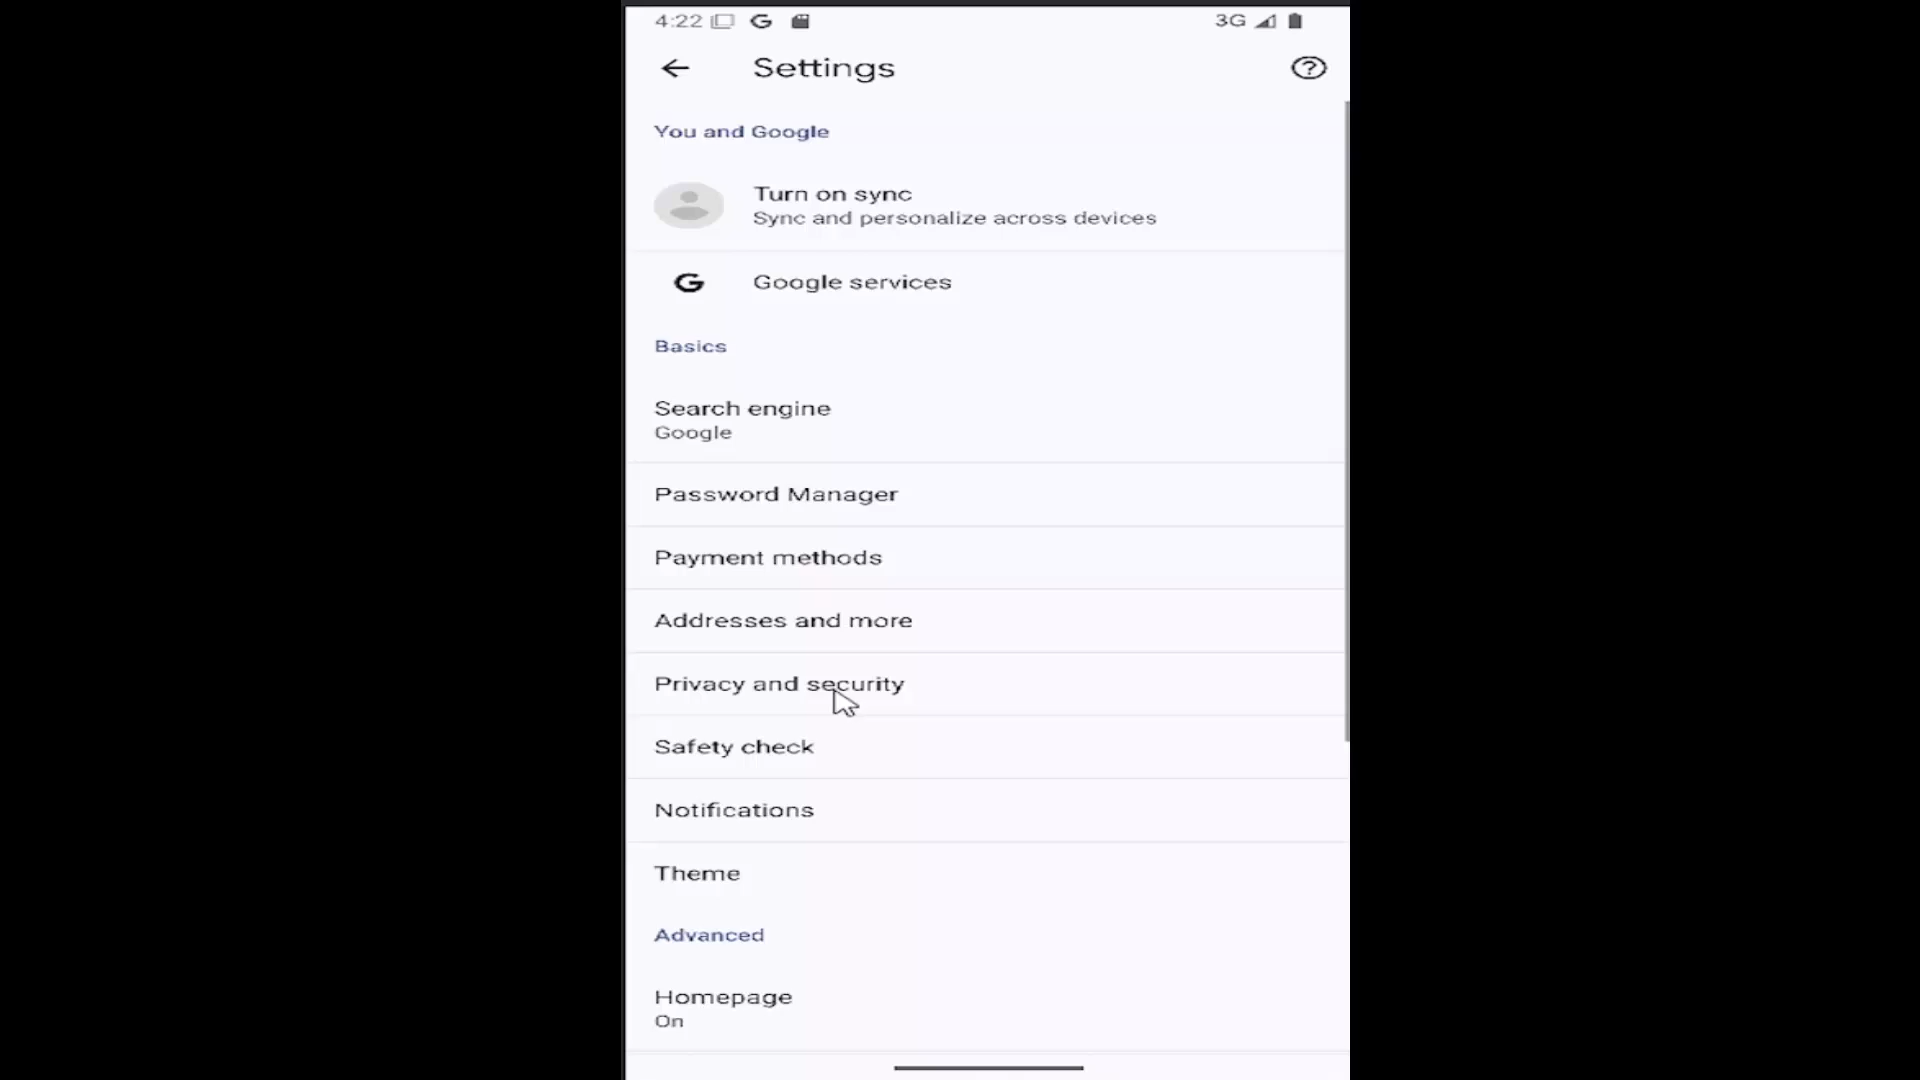 4:22
3G
Settings
You and Google
Turn on sync
Sync and personalize across devices
Google services
Basics
Search engine
Google
Password Manager
Payment methods
Addresses and more
Privacy and security
Safety check
Notifications
Theme
Advanced
Homepage
On